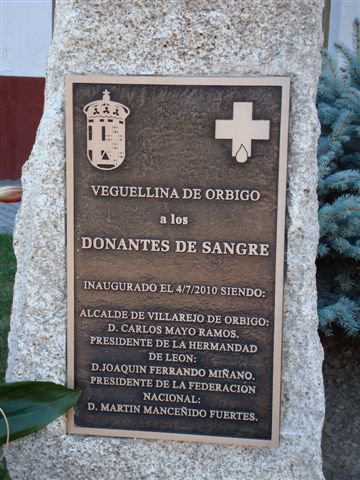 VEGUELLINA DE ORBIGO
a los
DONANTES DE SANGRE
INAUGURADO EL 4/7/2010 SIENDO:
ALCALDE DE VILLAREJO DE ORBIGO:
D. CARLOS MAYO RAMOS.
PRESIDENTE DE LA HERMANDAD
DE LEON:
D.JOAQUIN FERRANDO MIÑANO.
PRESIDENTE DE LA FEDERACIÓN
NACIONAL:
D. MARTIN MANCEÑIDO FUERTES.